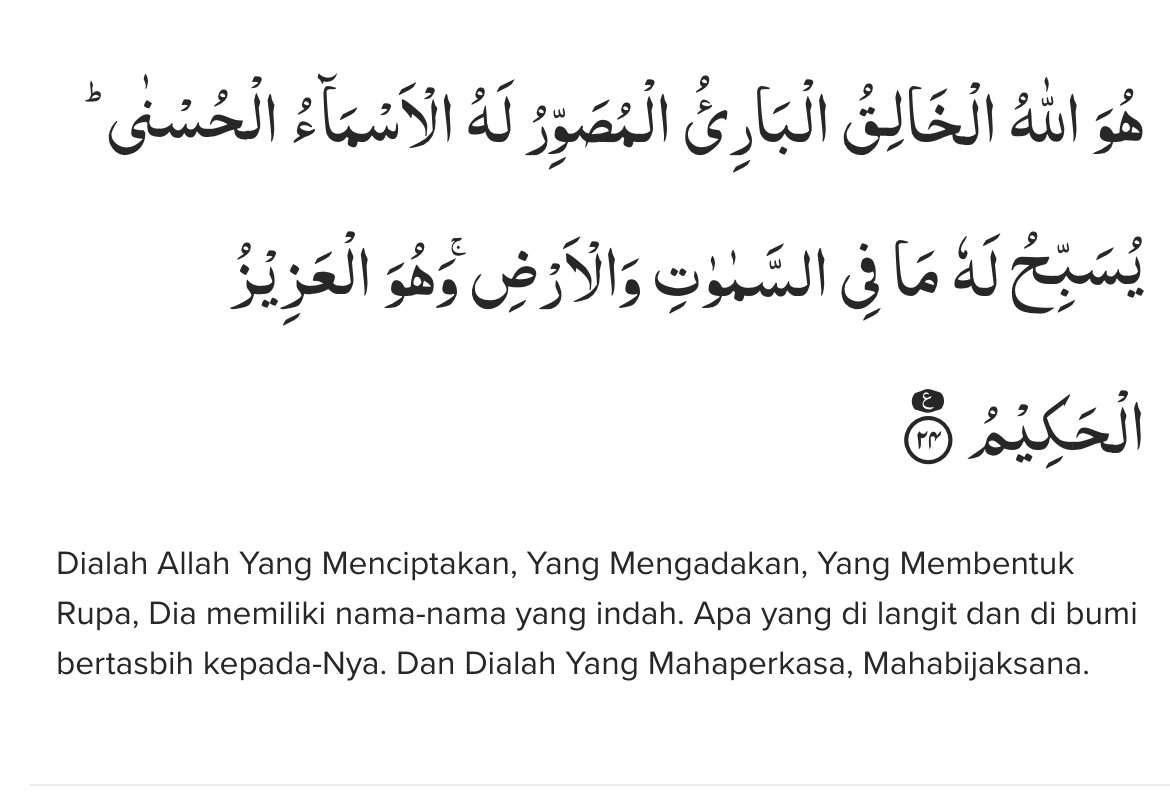 هُوَ اللّٰهُ الْخَالِقُ الْبَارِئُ الْمُصَوِّرُ لَهُ الْاَسْمَاۤءُ الْحُسْنٰىۗ
يُسَبِّحُ لَهٗ مَا فِى السَّمٰوٰتِ وَالْاَرْضِۚ وَهُوَ الْعَزِيْزُ
الْحَكِيْمُ ࣖ ٢٤
Dialah Allah Yang Menciptakan, Yang Mengadakan, Yang Membentuk
Rupa, Dia memiliki nama-nama yang indah. Apa yang di langit dan di bumi
bertasbih kepada-Nya. Dan Dialah Yang Mahaperkasa, Mahabijaksana.